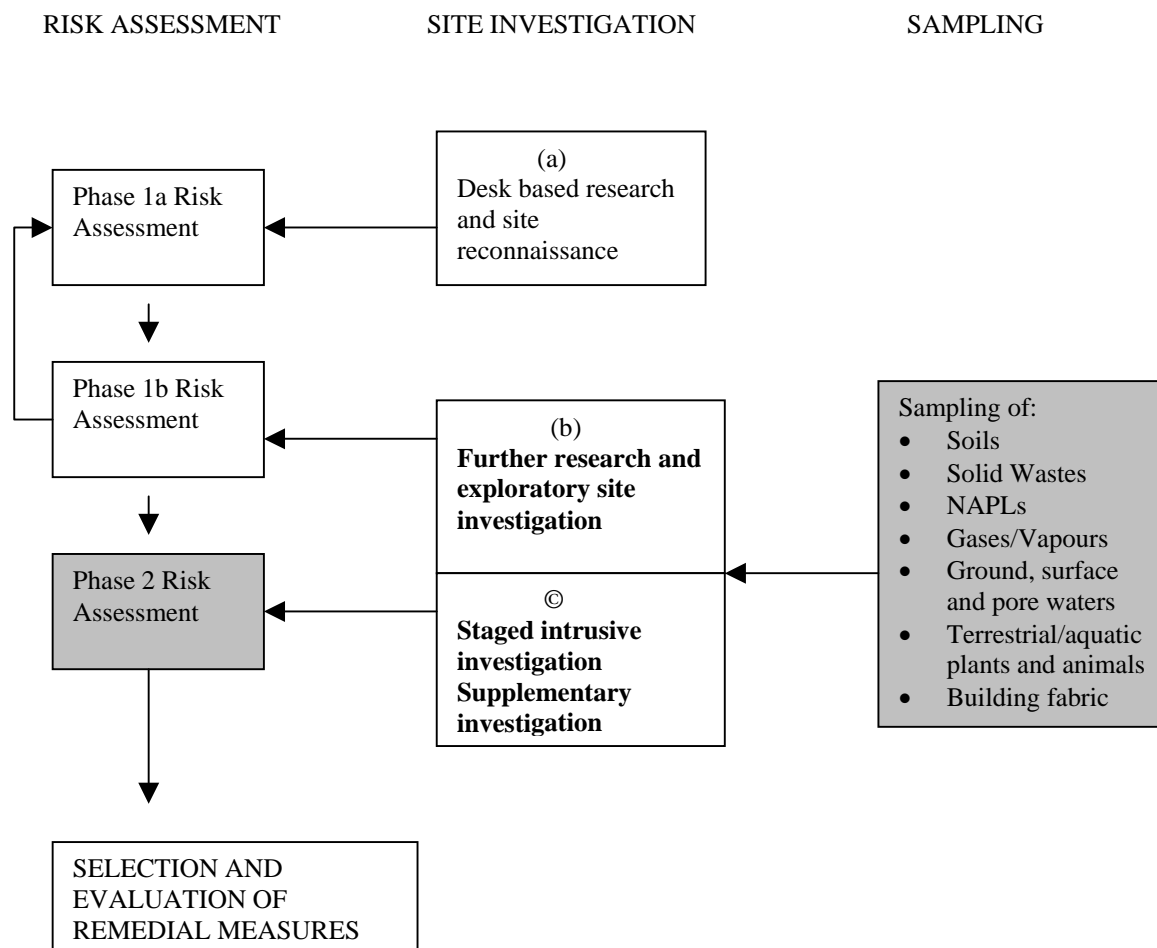 RISK ASSESSMENT
SITE INVESTIGATION
SAMPLING
(a)
Desk based research
and site
reconnaissance
Phase 1a Risk
Assessment
Phase 1b Risk
Assessment
(b)
Further research and
exploratory site
investigation
Sampling of:
• Soils
• Solid Wastes
• NAPLs
• Gases/Vapours
• Ground, surface
and pore waters
• Terrestrial/aquatic
plants and animals
• Building fabric
Phase 2 Risk
Assessment
©
Staged intrusive
investigation
Supplementary
investigation
SELECTION AND
EVALUATION OF
REMEDIAL MEASURES